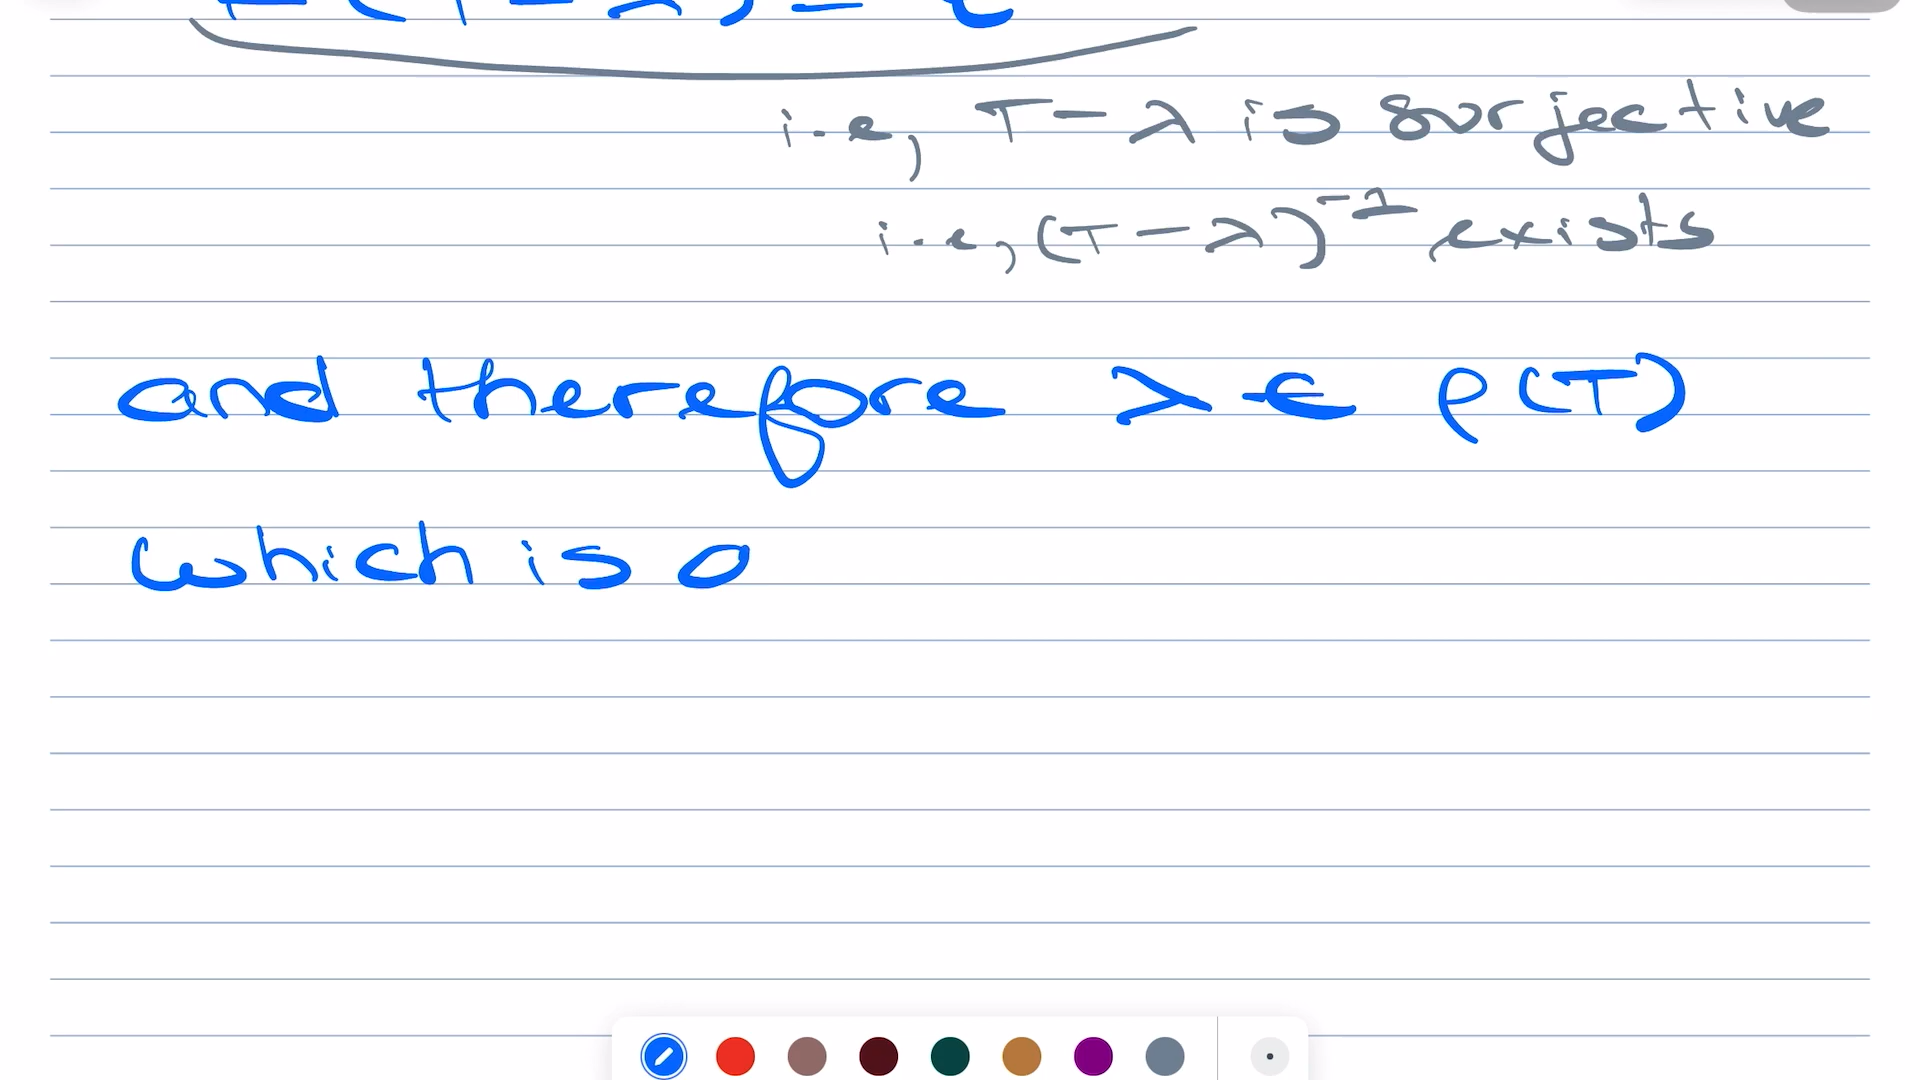 i.e, T - λ is surjective
i.e, (T - λ)⁻¹ exists
and therefore λ ∈ ρ(T)
which is a